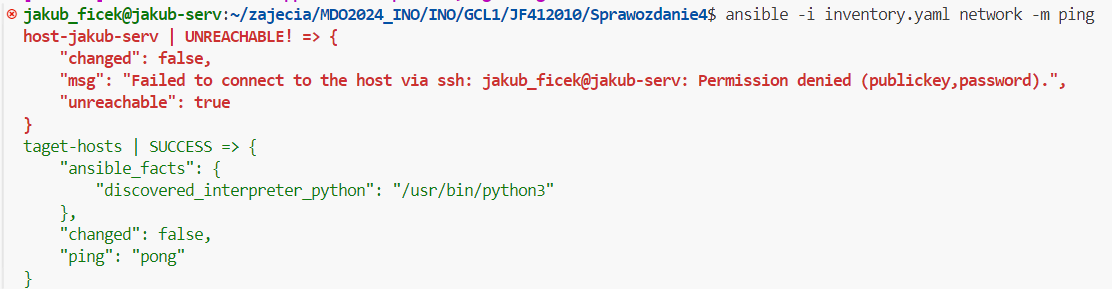 jakub_ficek@jakub-serv:~/zajecia/MDO2024_INO/INO/GCL1/JF412010/Sprawozdanie4$ ansible -i inventory.yaml network -m ping
host-jakub-serv | UNREACHABLE! => {
    "changed": false,
    "msg": "Failed to connect to the host via ssh: jakub_ficek@jakub-serv: Permission denied (publickey,password).",
    "unreachable": true
}
taget-hosts | SUCCESS => {
    "ansible_facts": {
        "discovered_interpreter_python": "/usr/bin/python3"
    },
    "changed": false,
    "ping": "pong"
}